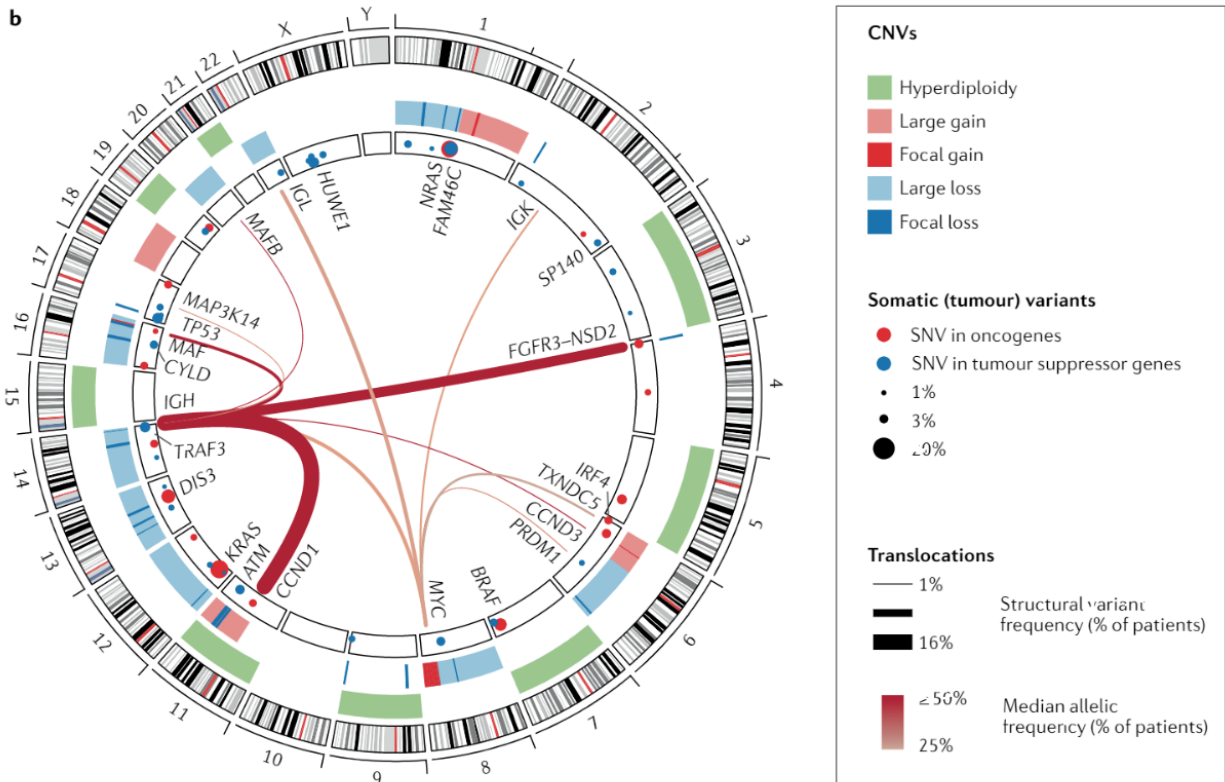 b
X
Y
1
2
3
4
5
6
7
8
9
10
11
12
13
14
15
16
17
18
19
20
21
22
NRAS
FAM46C
IGK
SP140
FGFR3–NSD2
IRF4
TXNDC5
CCND3
PRDM1
BRAF
MYC
CCND1
ATM
KRAS
DIS3
TRAF3
IGH
CYLD
MAF
TP53
MAP3K14
MAFB
IGL
HUWE1
CNVs
Hyperdiploidy
Large gain
Focal gain
Large loss
Focal loss
Somatic (tumour) variants
SNV in oncogenes
SNV in tumour suppressor genes
1%
3%
Translocations
1%
16%
Structural variant
frequency (% of patients)
25%
Median allelic
frequency (% of patients)